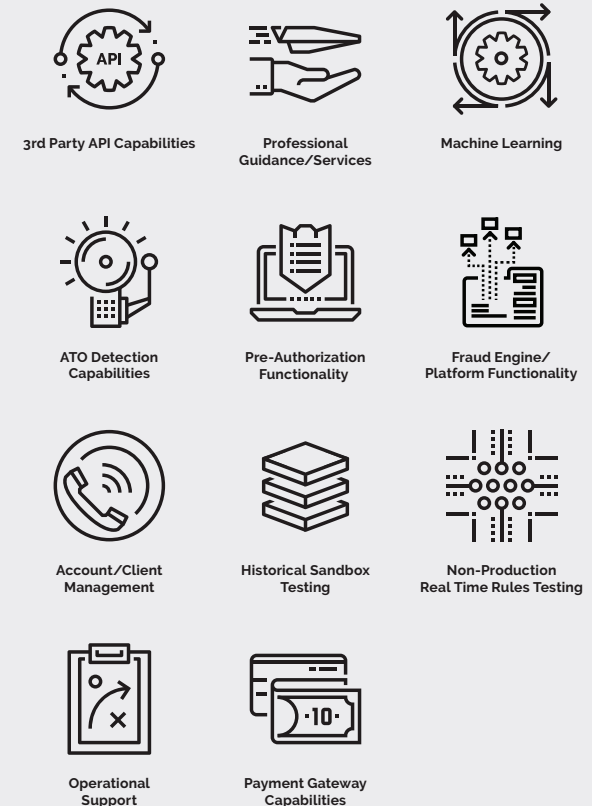 API
3rd Party API Capabilities
Professional
Guidance/Services
Machine Learning
ATO Detection
Capabilities
Pre-Authorization
Functionality
Fraud Engine/
Platform Functionality
Account/Client
Management
Historical Sandbox
Testing
Non-Production
Real Time Rules Testing
·10·
Operational
Support
Payment Gateway
Capabilities